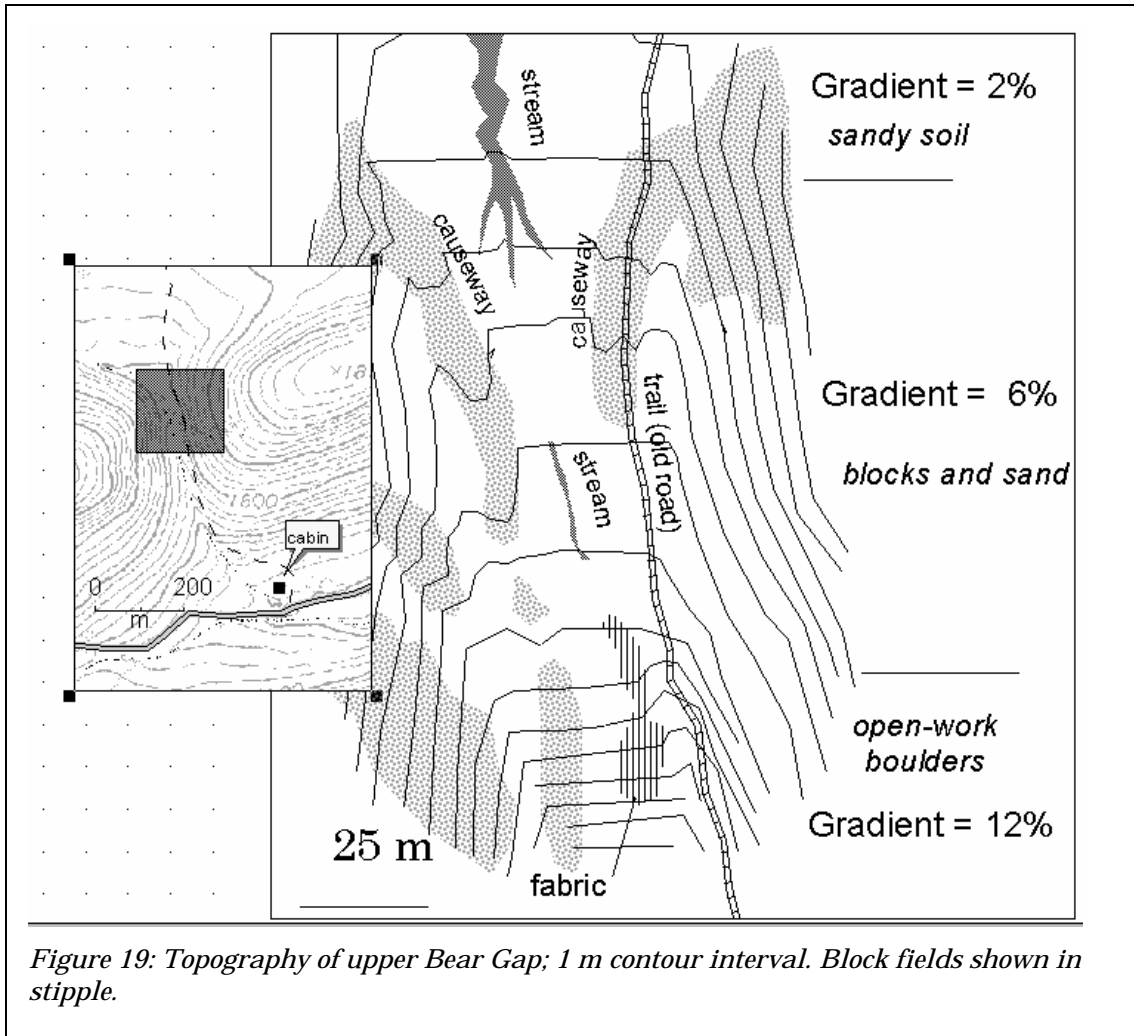 stream
Gradient = 2%
sandy soil
causeway
causeway
Gradient = 6%
trail (old road)
blocks and sand
stream
1600
cabin
0 200
m
open-work
boulders
Gradient = 12%
25 m
fabric
Figure 19: Topography of upper Bear Gap; 1 m contour interval. Block fields shown in
stipple.